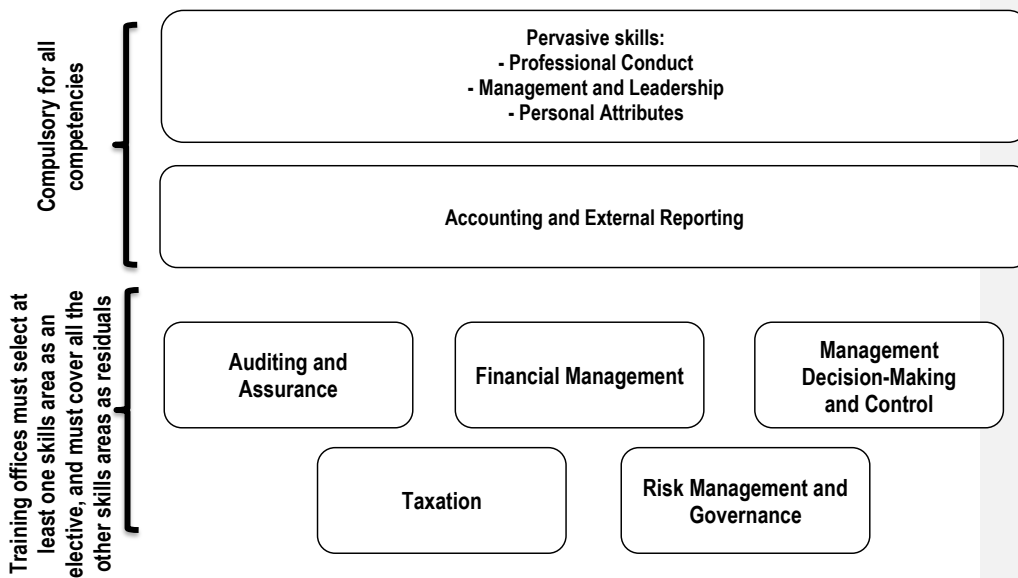 Compulsory for all
competencies
Pervasive skills:
- Professional Conduct
- Management and Leadership
- Personal Attributes
Accounting and External Reporting
Training offices must select at
least one skills area as an
elective, and must cover all the
other skills areas as residuals
Auditing and
Assurance
Financial Management
Management
Decision-Making
and Control
Taxation
Risk Management and
Governance